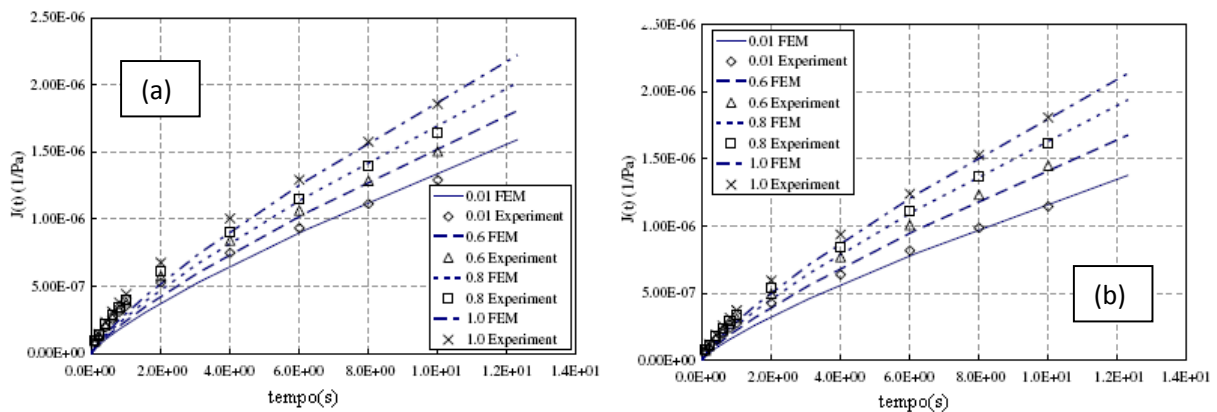 2.50E-06
2.00E-06
1.50E-06
1.00E-06
5.00E-07
0.00E+00
J(t) (1/Pa)
(a)
0.01 FEM
0.01 Experiment
0.6 FEM
0.6 Experiment
0.8 FEM
0.8 Experiment
1.0 FEM
1.0 Experiment
0.0E+00 2.0E+00 4.0E+00 6.0E+00 8.0E+00 1.0E+01 1.2E+01 1.4E+01
tempo(s)
2.50E-06
2.00E-06
1.50E-06
1.00E-06
5.00E-07
0.00E+00
J(t) (1/Pa)
0.01 FEM
0.01 Experiment
0.6 FEM
0.6 Experiment
0.8 FEM
0.8 Experiment
1.0 FEM
1.0 Experiment
(b)
0.0E+00 2.0E+00 4.0E+00 6.0E+00 8.0E+00 1.0E+01 1.2E+01 1.4E+01
tempo(s)